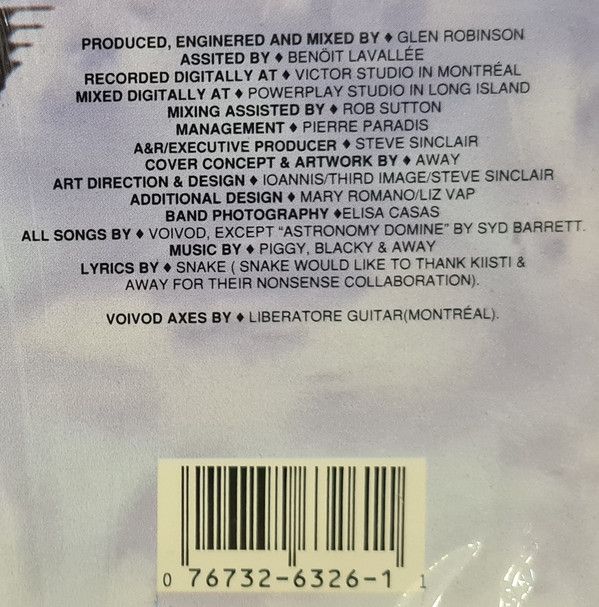 PRODUCED, ENGINERED AND MIXED BY ♦ GLEN ROBINSON
ASSITED BY ♦ BENÖIT LAVALLÉE
RECORDED DIGITALLY AT ♦ VICTOR STUDIO IN MONTRÉAL
MIXED DIGITALLY AT ♦ POWERPLAY STUDIO IN LONG ISLAND
MIXING ASSISTED BY ♦ ROB SUTTON
MANAGEMENT ♦ PIERRE PARADIS
A&R/EXECUTIVE PRODUCER ♦ STEVE SINCLAIR
COVER CONCEPT & ARTWORK BY ♦ AWAY
ART DIRECTION & DESIGN ♦ IOANNIS/THIRD IMAGE/STEVE SINCLAIR
ADDITIONAL DESIGN ♦ MARY ROMANO/LIZ VAP
BAND PHOTOGRAPHY ♦ELISA CASAS
ALL SONGS BY ♦ VOIVOD, EXCEPT "ASTRONOMY DOMINE" BY SYD BARRETT.
MUSIC BY ♦ PIGGY, BLACKY & AWAY
LYRICS BY ♦ SNAKE ( SNAKE WOULD LIKE TO THANK KIISTI &
AWAY FOR THEIR NONSENSE COLLABORATION).
VOIVOD AXES BY ♦ LIBERATORE GUITAR(MONTRÉAL).
0 76732-6326-1 1